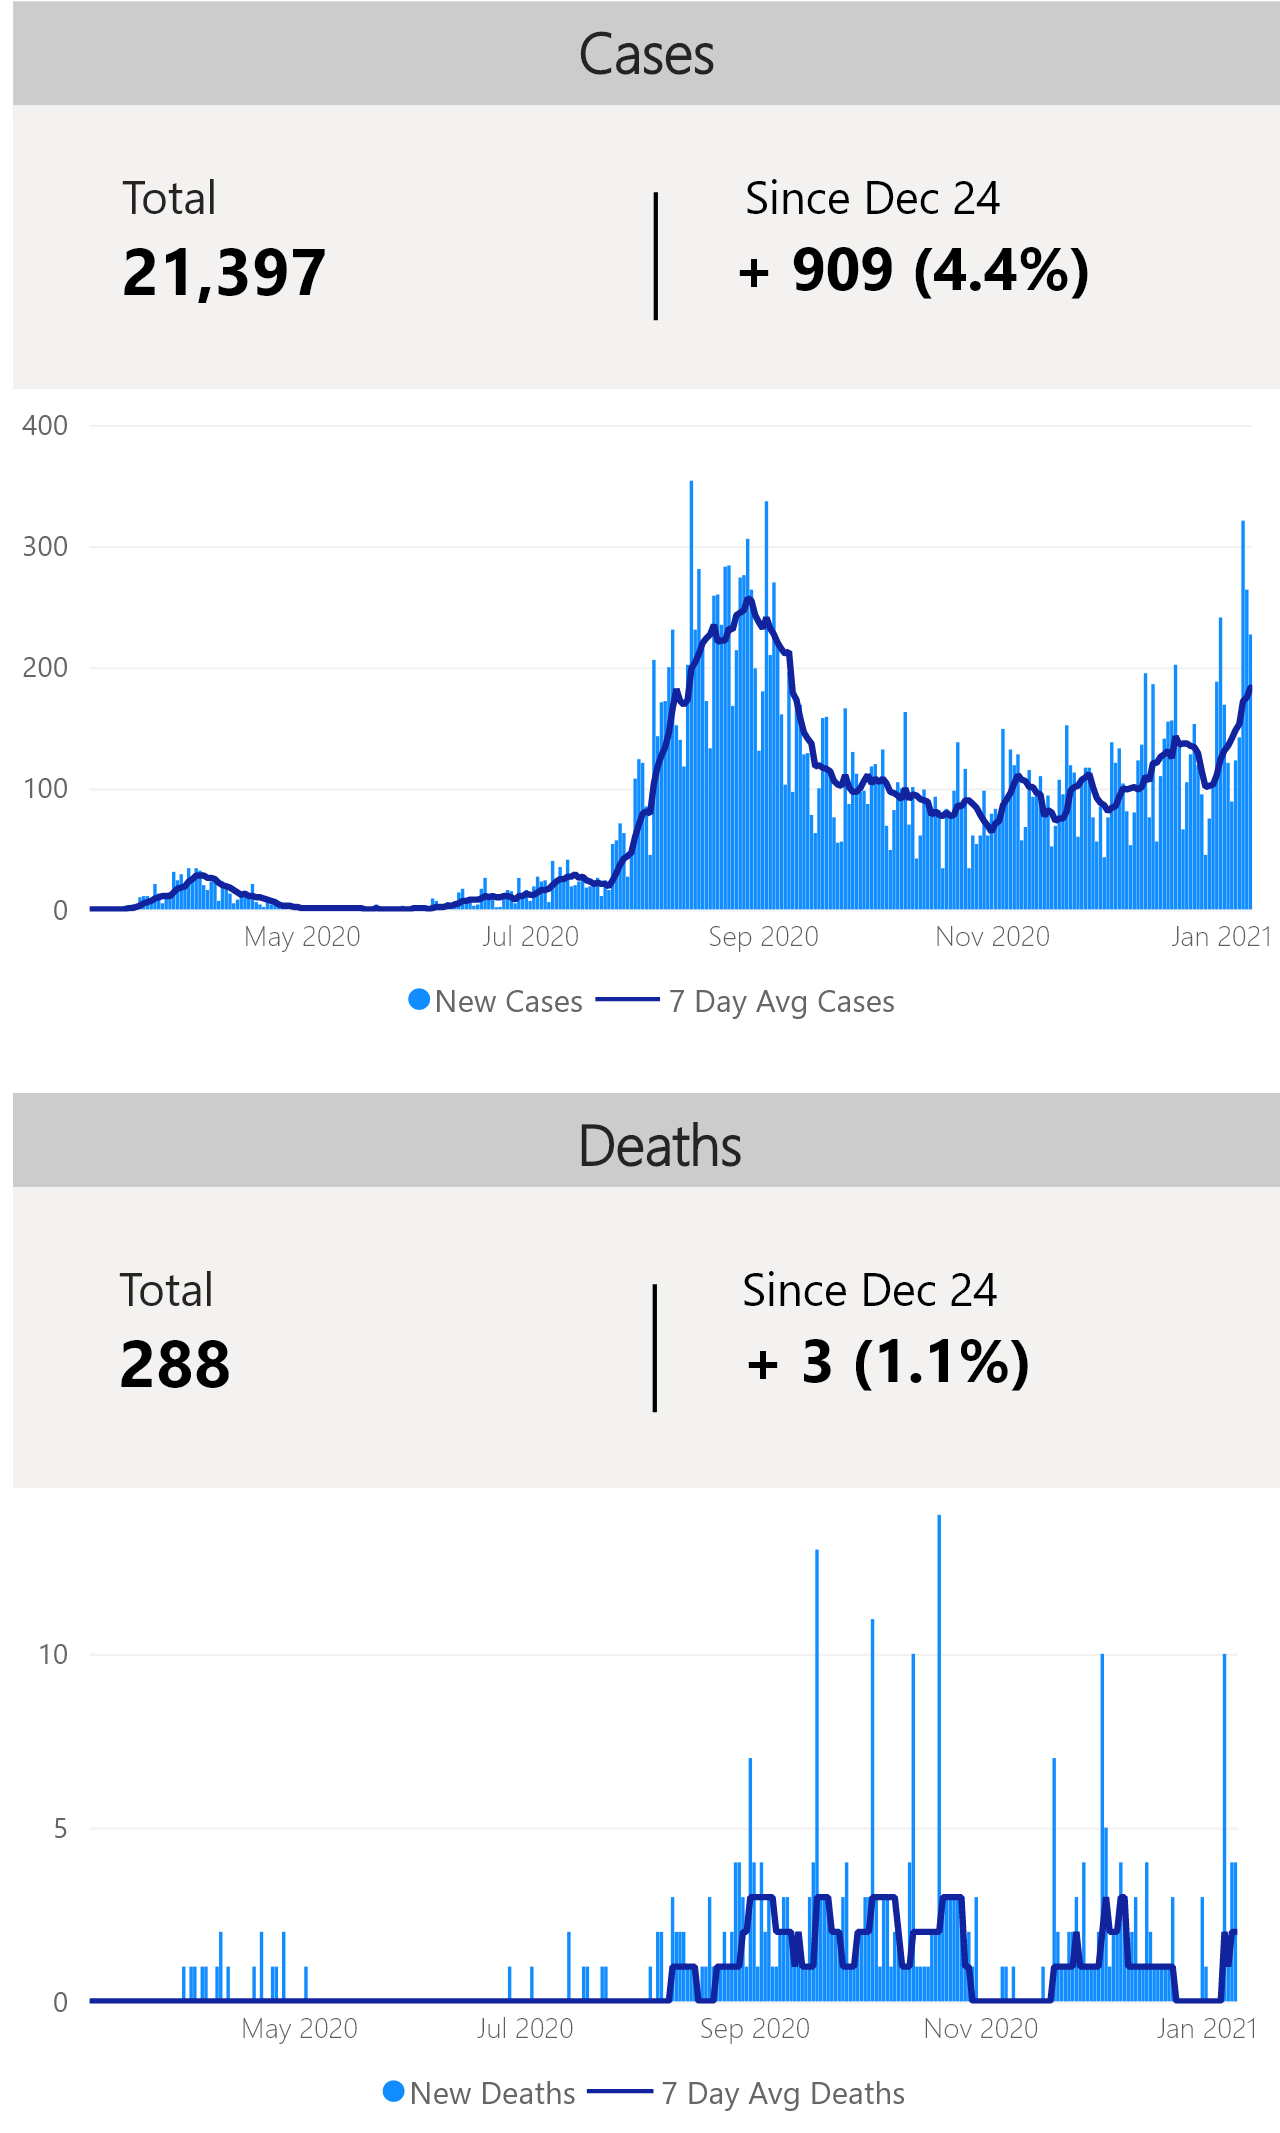 Cases
Total
Since Dec 24
21,397
+ 909 (4.4%)
400
300
200
100
0
May 2020
Jul 2020
Sep 2020
Nov 2020
Jan 2021
New Cases
7 Day Avg Cases
Deaths
Total
Since Dec 24
288
+ 3 (1.1%)
10
5
0
May 2020
Jul 2020
Sep 2020
Nov 2020
Jan 2021
New Deaths
7 Day Avg Deaths